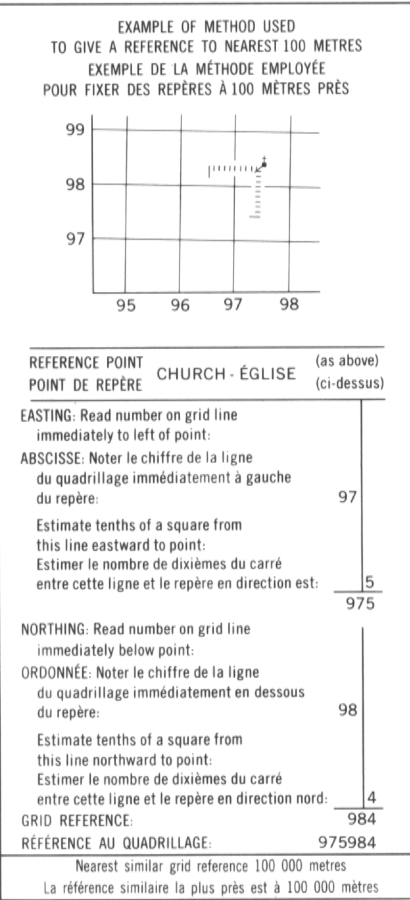 EXAMPLE OF METHOD USED
TO GIVE A REFERENCE TO NEAREST 100 METRES
EXEMPLE DE LA MÉTHODE EMPLOYÉE
POUR FIXER DES REPÈRES À 100 MÈTRES PRÈS
99
98
97
95 96 97 98
REFERENCE POINT CHURCH - ÉGLISE (as above)
POINT DE REPÈRE (ci-dessus)
EASTING: Read number on grid line
immediately to left of point:
ABSCISSE: Noter le chiffre de la ligne
du quadrillage immédiatement à gauche
du repère: 97
Estimate tenths of a square from
this line eastward to point:
Estimer le nombre de dixièmes du carré
entre cette ligne et le repère en direction est: 5
975
NORTHING: Read number on grid line
immediately below point:
ORDONNÉE: Noter le chiffre de la ligne
du quadrillage immédiatement en dessous
du repère: 98
Estimate tenths of a square from
this line northward to point:
Estimer le nombre de dixièmes du carré
entre cette ligne et le repère en direction nord: 4
GRID REFERENCE: 984
RÉFÉRENCE AU QUADRILLAGE: 975984
Nearest similar grid reference 100 000 metres
La référence similaire la plus près est à 100 000 mètres